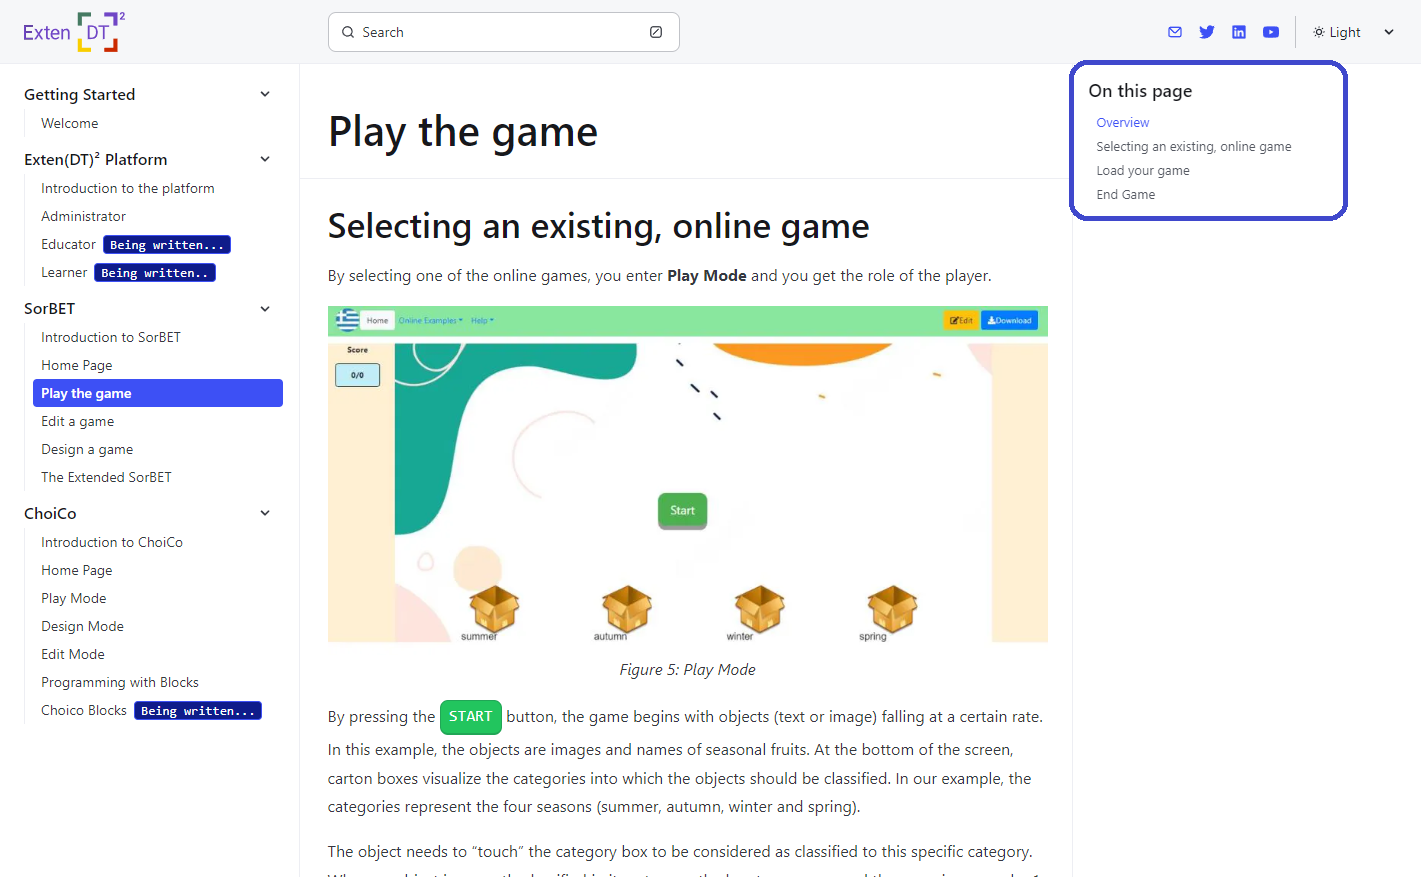 Exten DT 2
Search
Light
Getting Started
Welcome
Exten(DT)² Platform
Introduction to the platform
Administrator
Educator Being written...
Learner Being written..
SorBET
Introduction to SorBET
Home Page
Play the game
Edit a game
Design a game
The Extended SorBET
ChoiCo
Introduction to ChoiCo
Home Page
Play Mode
Design Mode
Edit Mode
Programming with Blocks
Choico Blocks Being written...
Play the game
Selecting an existing, online game
By selecting one of the online games, you enter Play Mode and you get the role of the player.
Home Online Examples Help Edit Download
Score
0/0
Start
summer autumn winter spring
Figure 5: Play Mode
By pressing the START button, the game begins with objects (text or image) falling at a certain rate.
In this example, the objects are images and names of seasonal fruits. At the bottom of the screen,
carton boxes visualize the categories into which the objects should be classified. In our example, the
categories represent the four seasons (summer, autumn, winter and spring).
The object needs to “touch” the category box to be considered as classified to this specific category.
On this page
Overview
Selecting an existing, online game
Load your game
End Game